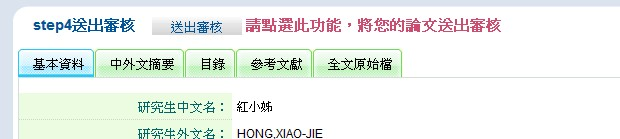 step4送出審核 送出審核 請點選此功能，將您的論文送出審核
基本資料 中外文摘要 目錄 參考文獻 全文原始檔
研究生中文名： 紅小姊
研究生外文名： HONG,XIAO-JIE